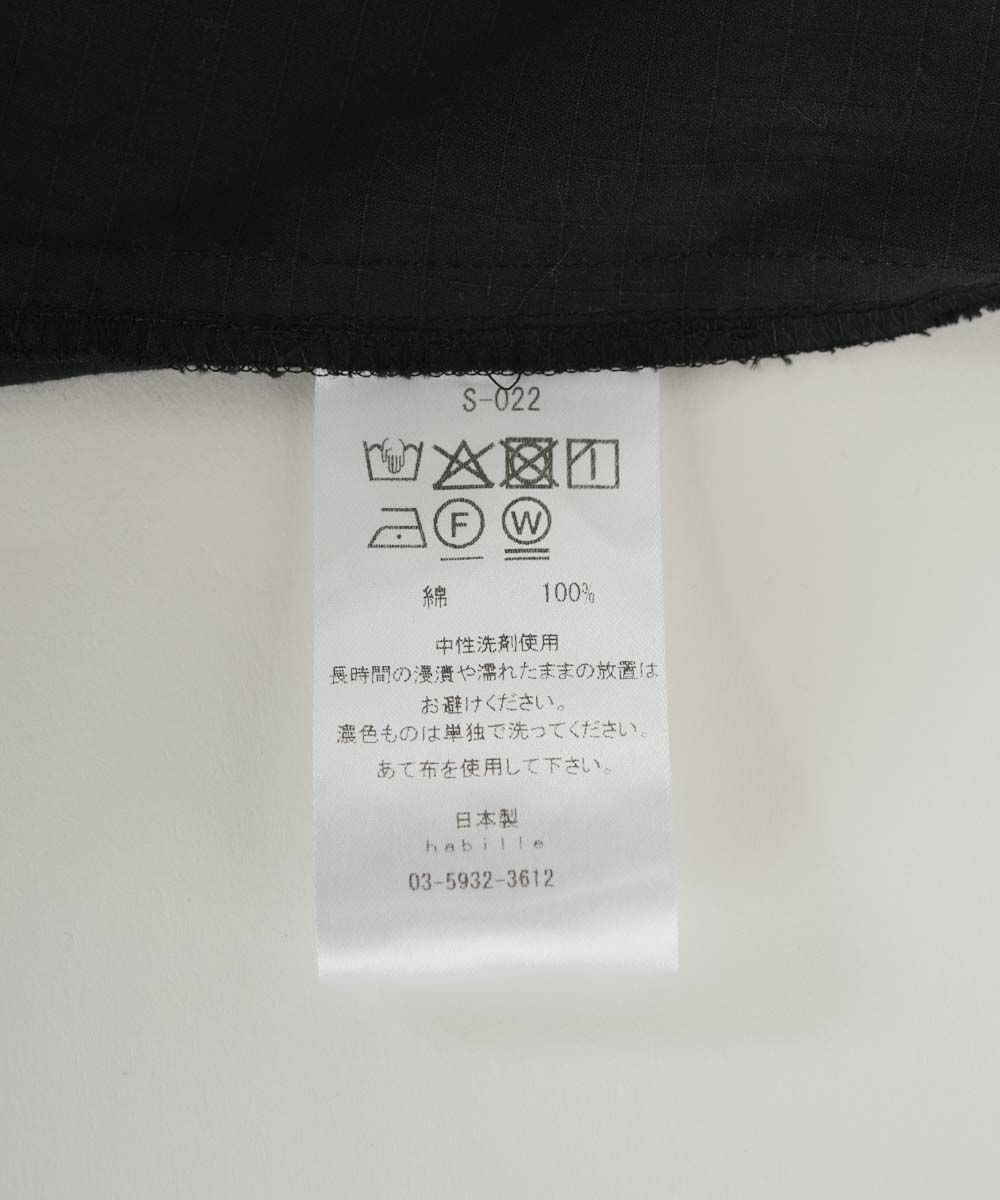 S-022
F W
綿 100%
中性洗剤使用
長時間の浸漬や濡れたままの放置は
お避けください。
濃色ものは単独で洗ってください。
あて布を使用して下さい。
日本製
habille
03-5932-3612